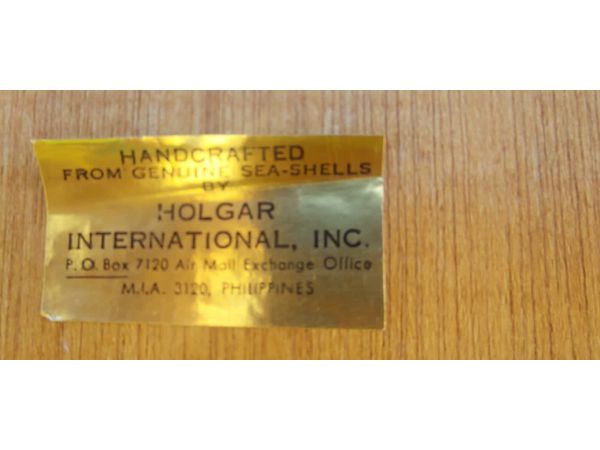 HANDCRAFTED
FROM GENUINE SEA-SHELLS
BY
HOLGAR
INTERNATIONAL, INC.
P. O. Box 7120 Air Mail Exchange Office
M.I.A. 3120, PHILIPPINES